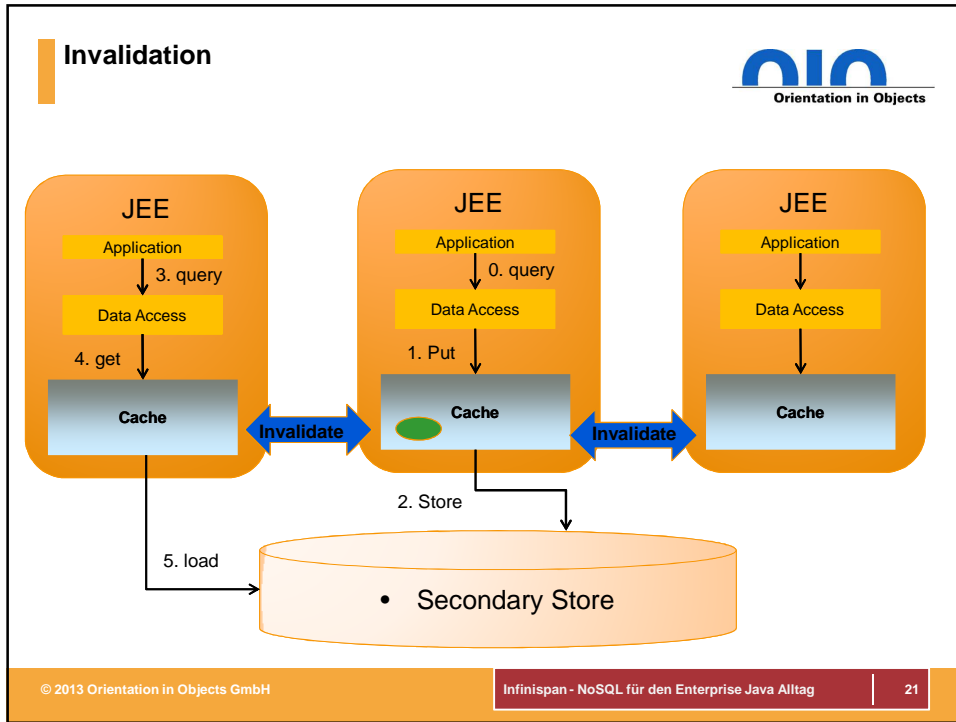 Invalidation
OIO
Orientation in Objects
JEE
Application
3. query
Data Access
4. get
Cache
JEE
Application
0. query
Data Access
1. Put
Cache
JEE
Application
Data Access
Cache
Invalidate
Invalidate
2. Store
5. load
• Secondary Store
© 2013 Orientation in Objects GmbH
Infinispan - NoSQL für den Enterprise Java Alltag
21